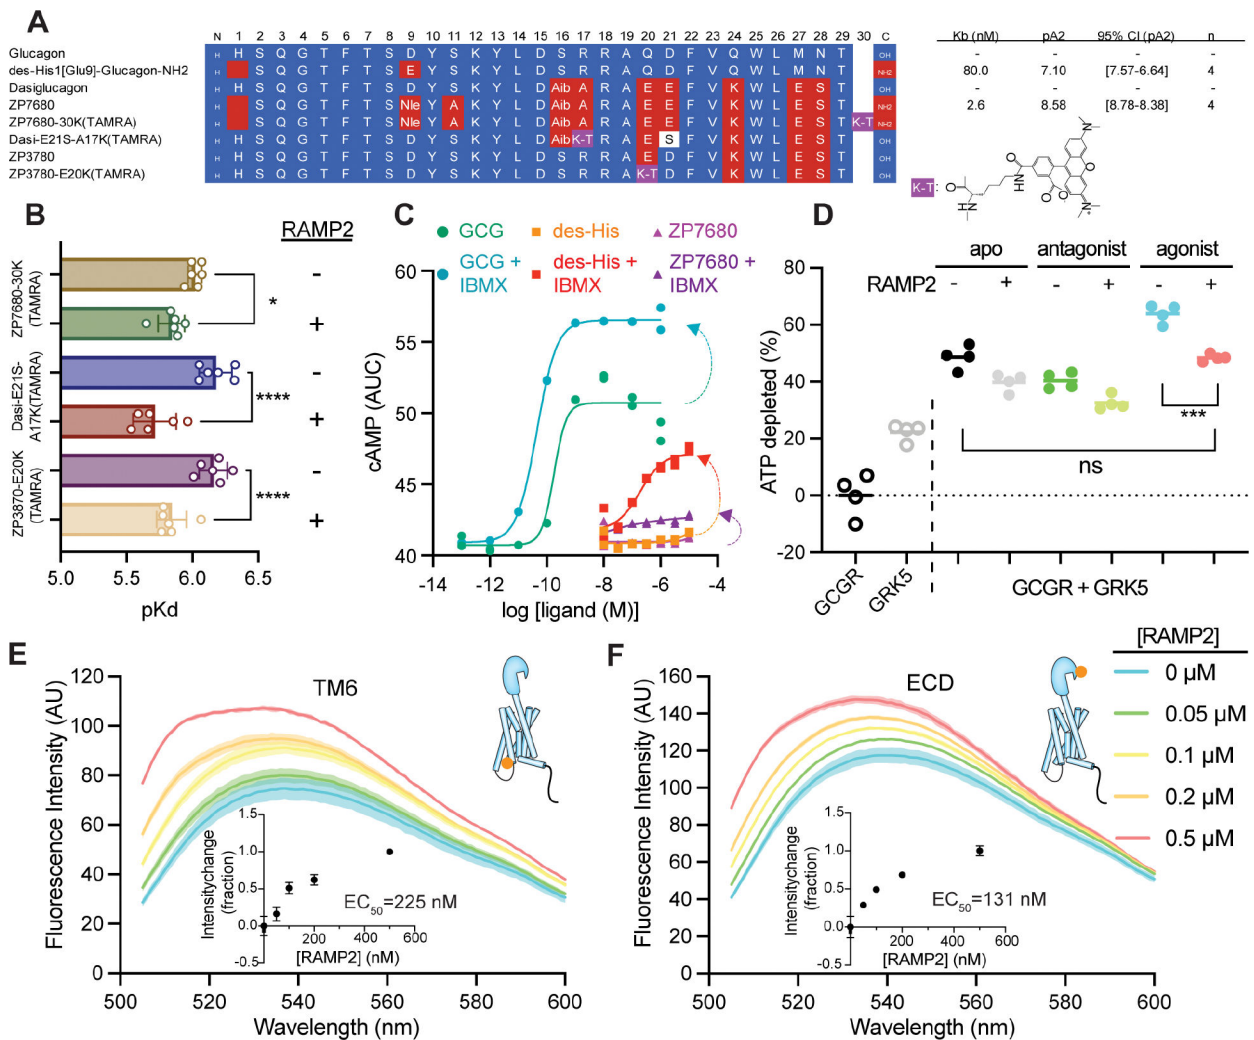 A
N 1 2 3 4 5 6 7 8 9 10 11 12 13 14 15 16 17 18 19 20 21 22 23 24 25 26 27 28 29 30 C
Glucagon H H S Q G T F T S D Y S K Y L D S R R A Q D F V Q W L M N T OH
des-His1[Glu9]-Glucagon-NH2 H S Q G T F T S E Y S K Y L D S R R A Q D F V Q W L M N T NH2
Dasiglucagon H H S Q G T F T S D Y S K Y L D Aib A R A E E F V K W L E S T OH
ZP7680 H S Q G T F T S Nle Y A K Y L D Aib A R A E E F V K W L E S T NH2
ZP7680-30K(TAMRA) H S Q G T F T S Nle Y A K Y L D Aib A R A E E F V K W L E S T K-T NH2
Dasi-E21S-A17K(TAMRA) H H S Q G T F T S D Y S K Y L D Aib K-T R A E S F V K W L E S T OH
ZP3780 H H S Q G T F T S D Y S K Y L D S R R A E D F V K W L E S T OH
ZP3780-E20K(TAMRA) H H S Q G T F T S D Y S K Y L D S R R A K-T D F V K W L E S T OH
Kb (nM) pA2 95% CI (pA2) n
- - - -
80.0 7.10 [7.57-6.64] 4
- - - -
2.6 8.58 [8.78-8.38] 4
K-T :
B
RAMP2
ZP7680-30K
(TAMRA)
Dasi-E21S-
A17K(TAMRA)
ZP3870-E20K
(TAMRA)
-
+
-
+
-
+
*
****
****
5.0 5.5 6.0 6.5
pKd
C
GCG des-His ZP7680
GCG + des-His + ZP7680 +
IBMX IBMX IBMX
cAMP (AUC)
60
55
50
45
40
-14 -12 -10 -8 -6 -4 -2
log [ligand (M)]
D
apo antagonist agonist
RAMP2 - + - + - +
ATP depleted (%)
80
60
40
20
0
-20
***
ns
GCGR
GRK5
GCGR + GRK5
E
TM6
Fluorescence Intensity (AU)
120
100
80
60
40
20
0
500 520 540 560 580 600
Wavelength (nm)
Intensitychange
(fraction)
1.5
1.0
0.5
0.0
-0.5
200 400 600
[RAMP2] (nM)
EC50=225 nM
F
ECD
Fluorescence Intensity (AU)
160
140
120
100
80
60
40
20
0
500 520 540 560 580 600
Wavelength (nm)
Intensitychange
(fraction)
1.5
1.0
0.5
0.0
-0.5
200 400 600
[RAMP2] (nM)
EC50=131 nM
[RAMP2]
0 µM
0.05 µM
0.1 µM
0.2 µM
0.5 µM